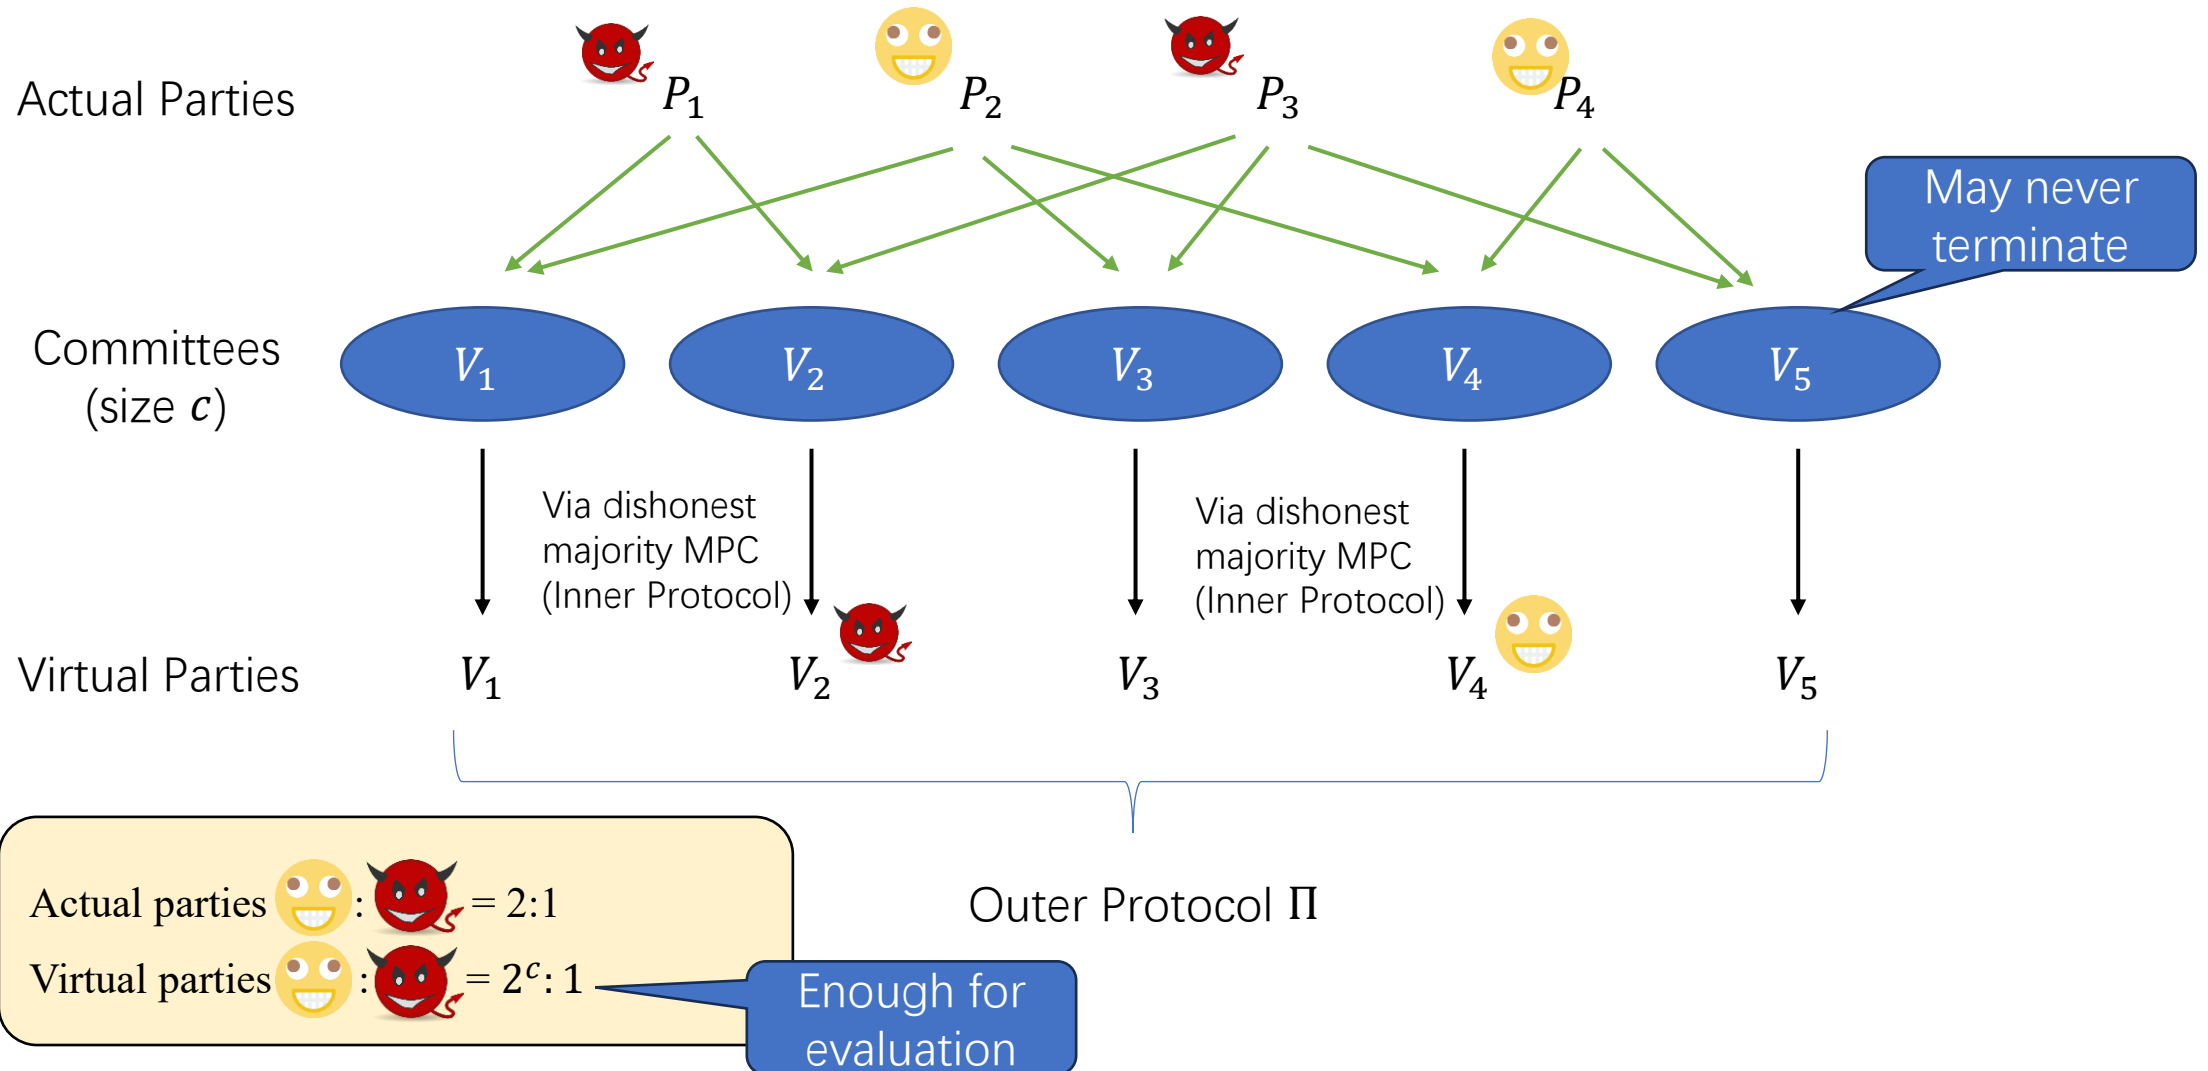 Actual Parties
P₁ P₂ P₃ P₄
May never
terminate
Committees
(size c)
V₁ V₂ V₃ V₄ V₅
Via dishonest
majority MPC
(Inner Protocol)
Via dishonest
majority MPC
(Inner Protocol)
Virtual Parties
V₁ V₂ V₃ V₄ V₅
Actual parties : = 2:1
Virtual parties : = 2ᶜ: 1
Outer Protocol Π
Enough for
evaluation